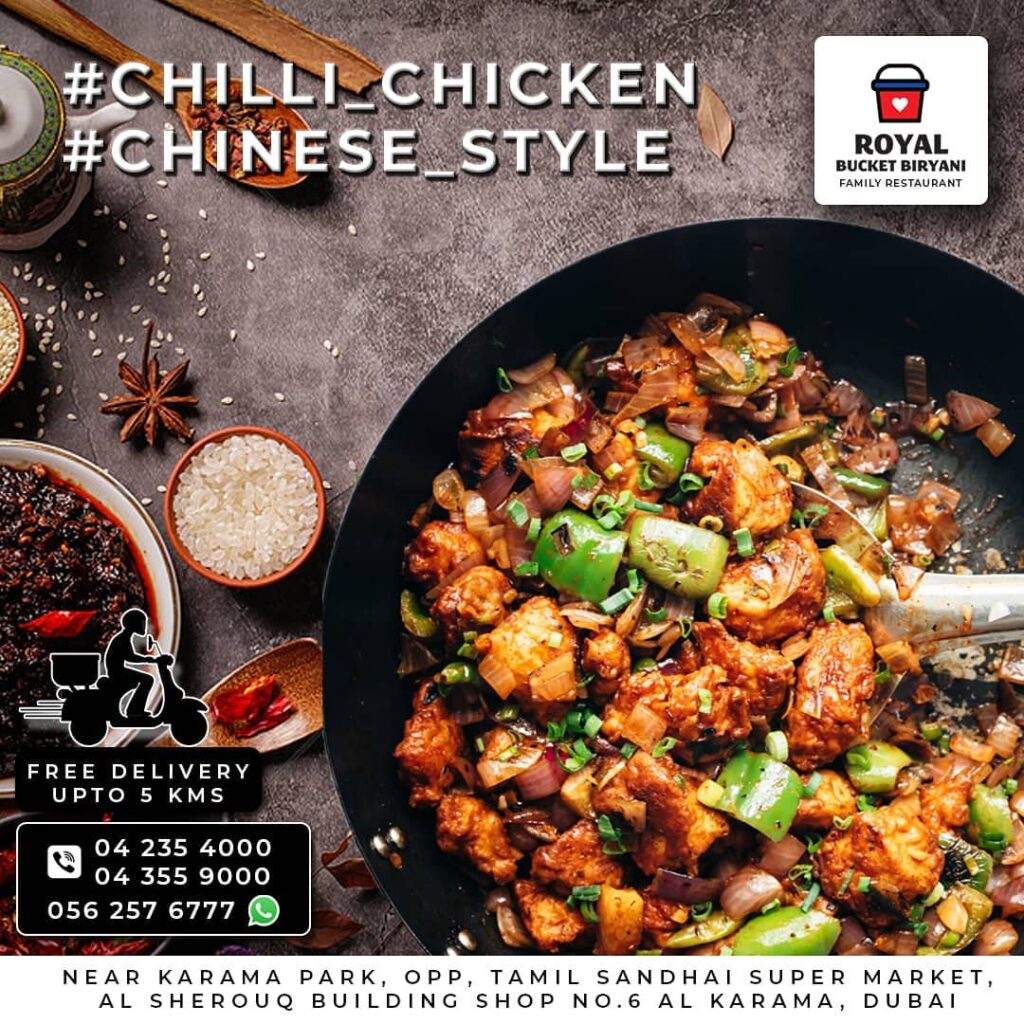 #CHILLI_CHICKEN
#CHINESE_STYLE
ROYAL
BUCKET BIRYANI
FAMILY RESTAURANT
FREE DELIVERY
UPTO 5 KMS
04 235 4000
04 355 9000
056 257 6777
NEAR KARAMA PARK, OPP, TAMIL SANDHAI SUPER MARKET,
AL SHEROUQ BUILDING SHOP NO.6 AL KARAMA, DUBAI